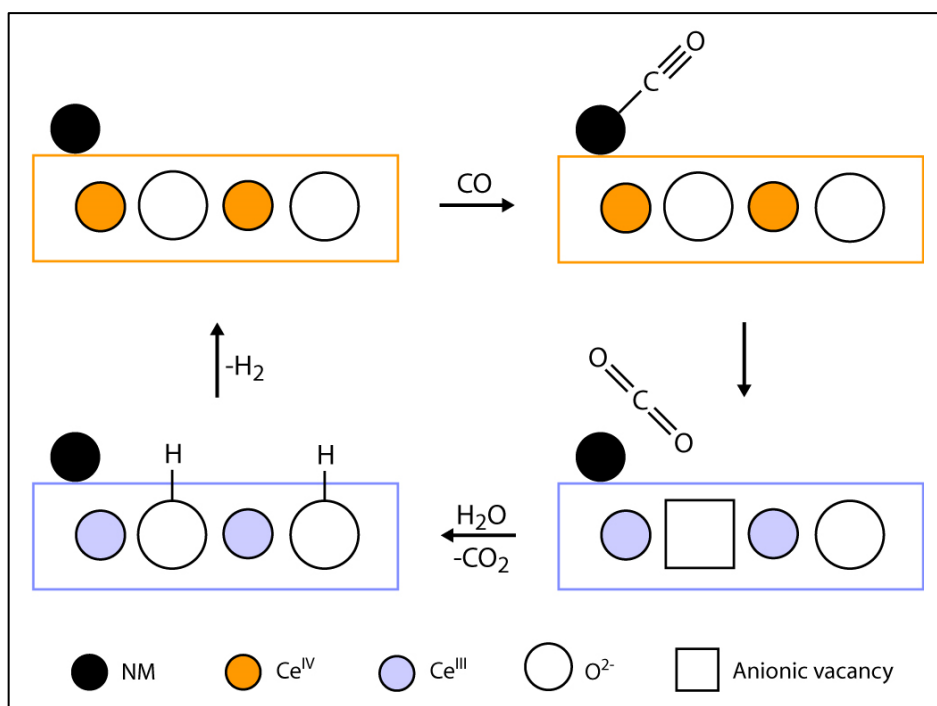 O
C
CO
-H₂
O
C
O
H
H
H₂O
-CO₂
NM
Ceᴵⱽ
Ceᴵᴵᴵ
O²⁻
Anionic vacancy